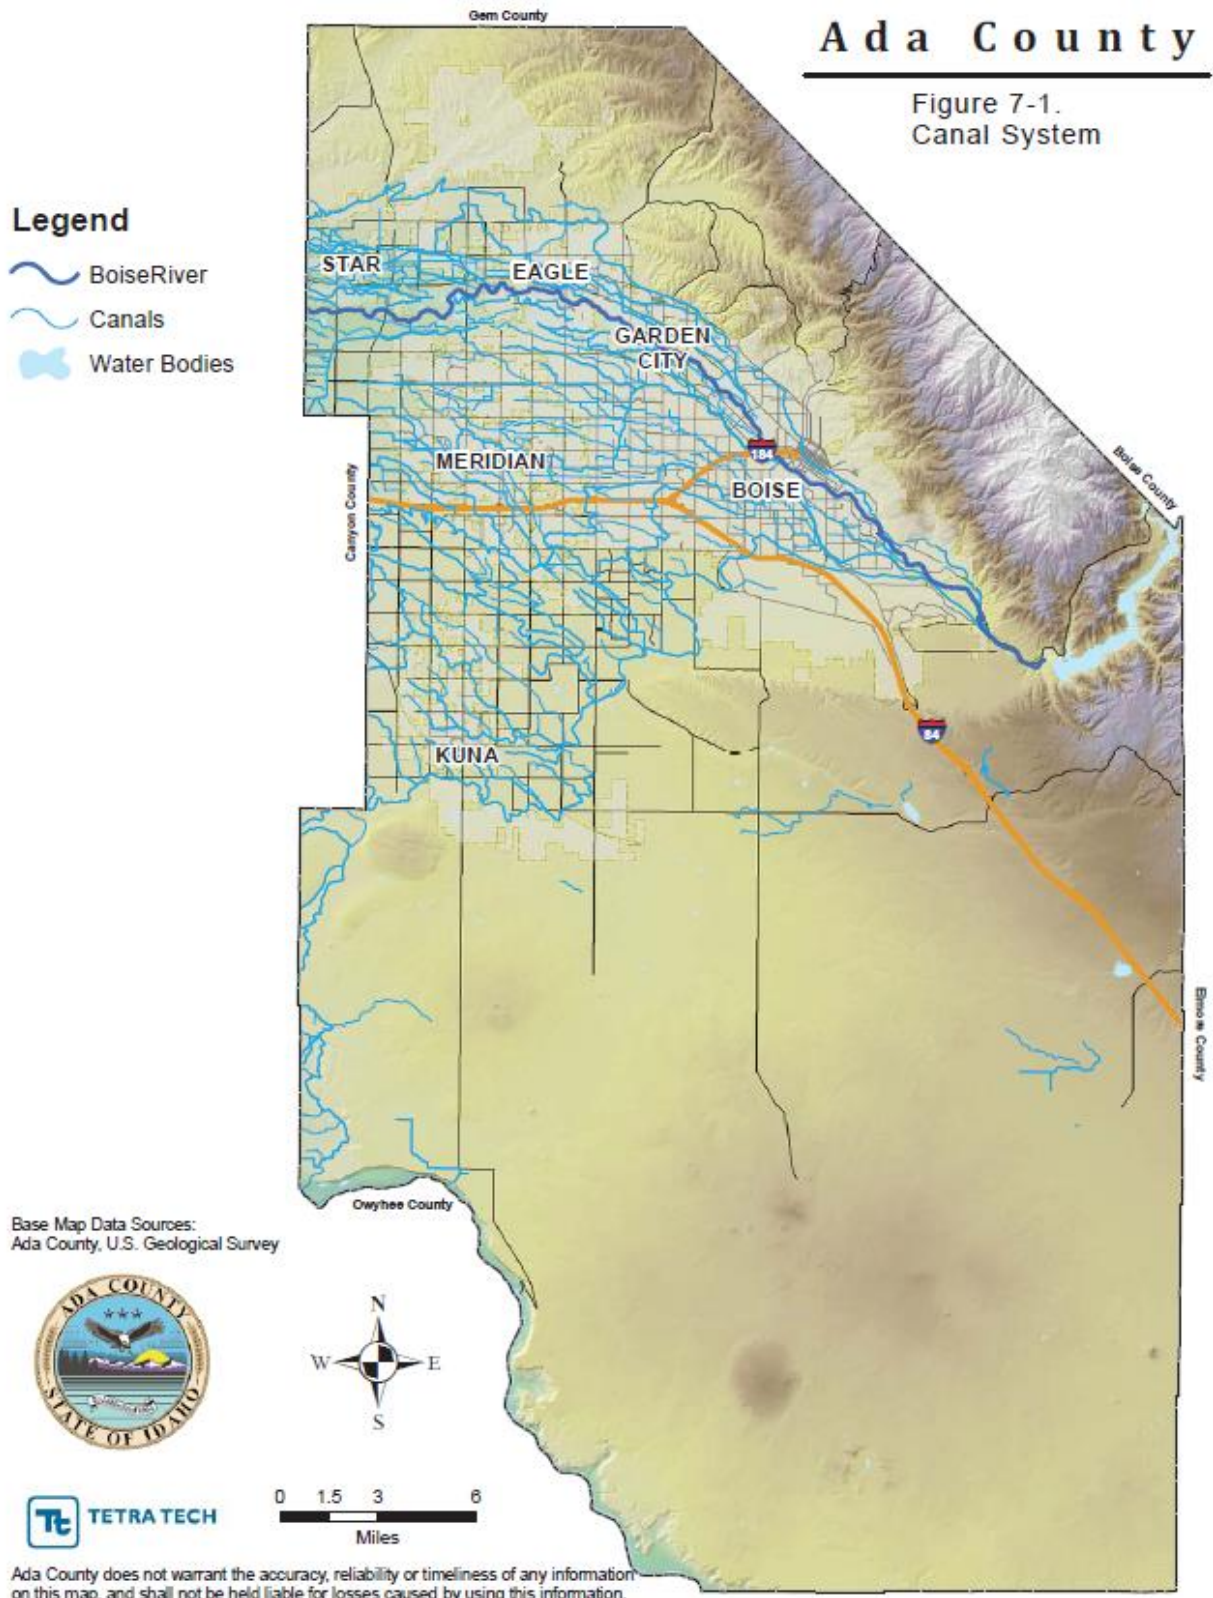 Gem County
Ada County
Figure 7-1.
Canal System
Legend
BoiseRiver
Canals
Water Bodies
STAR
EAGLE
GARDEN
CITY
MERIDIAN
184
BOISE
Boise County
Canyon County
KUNA
84
Elmore County
Owyhee County
Base Map Data Sources:
Ada County, U.S. Geological Survey
ADA COUNTY
STATE OF IDAHO
N
W E
S
0 1.5 3 6
Miles
Tt TETRA TECH
Ada County does not warrant the accuracy, reliability or timeliness of any information
on this map, and shall not be held liable for losses caused by using this information.